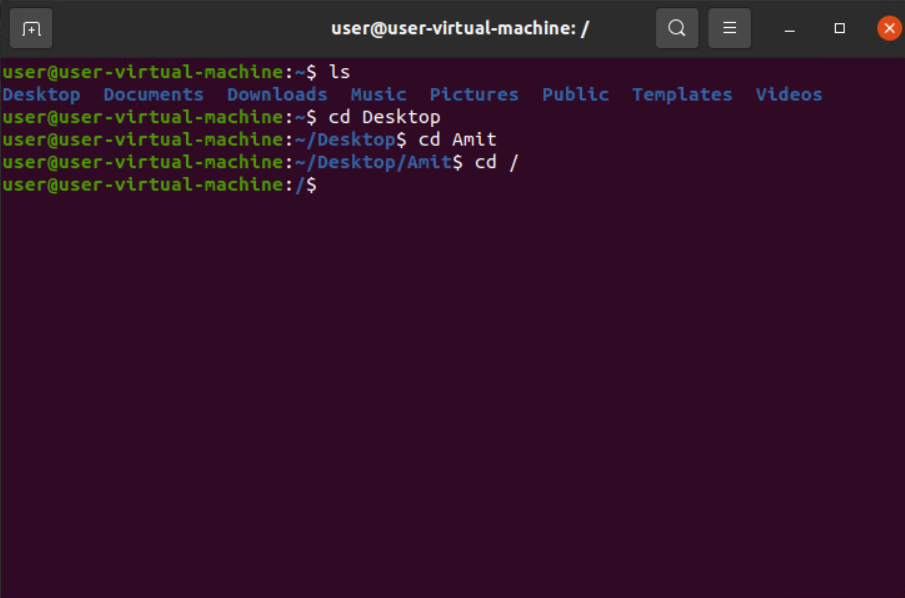 user@user-virtual-machine: /
user@user-virtual-machine:~$ ls
Desktop  Documents  Downloads  Music  Pictures  Public  Templates  Videos
user@user-virtual-machine:~$ cd Desktop
user@user-virtual-machine:~/Desktop$ cd Amit
user@user-virtual-machine:~/Desktop/Amit$ cd /
user@user-virtual-machine:/$